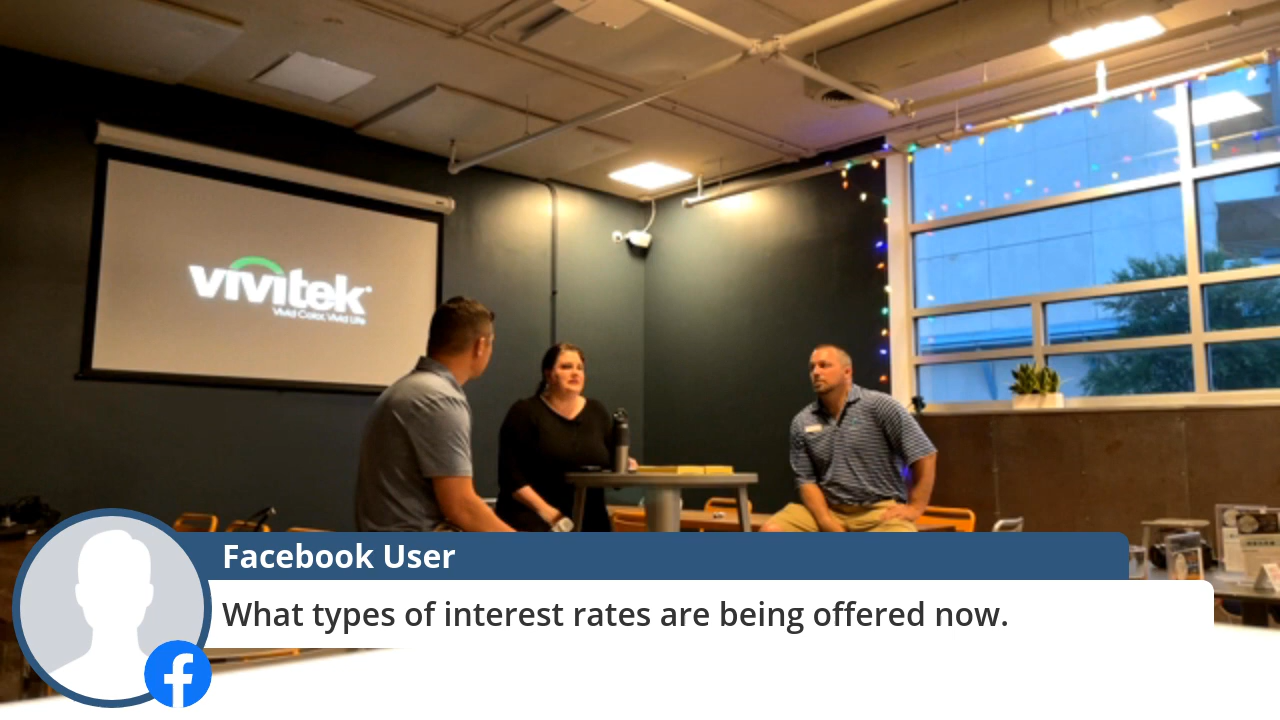 vivitek
Vivid Color, Vivid Life
Facebook User
What types of interest rates are being offered now.